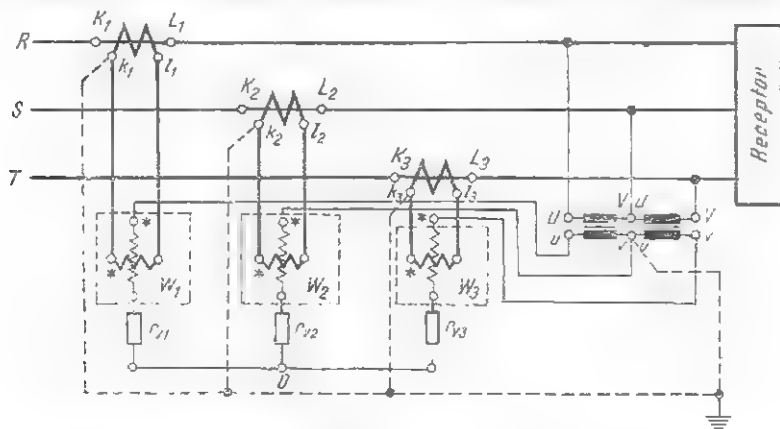 R K₁ L₁
k₁ l₁
S K₂ L₂
k₂ l₂
T K₃ L₃
k₃ l₃
Receptor
U V U V
u v u v
* * W₁
* * W₂
* * W₃
rᵥ₁ rᵥ₂ rᵥ₃
0